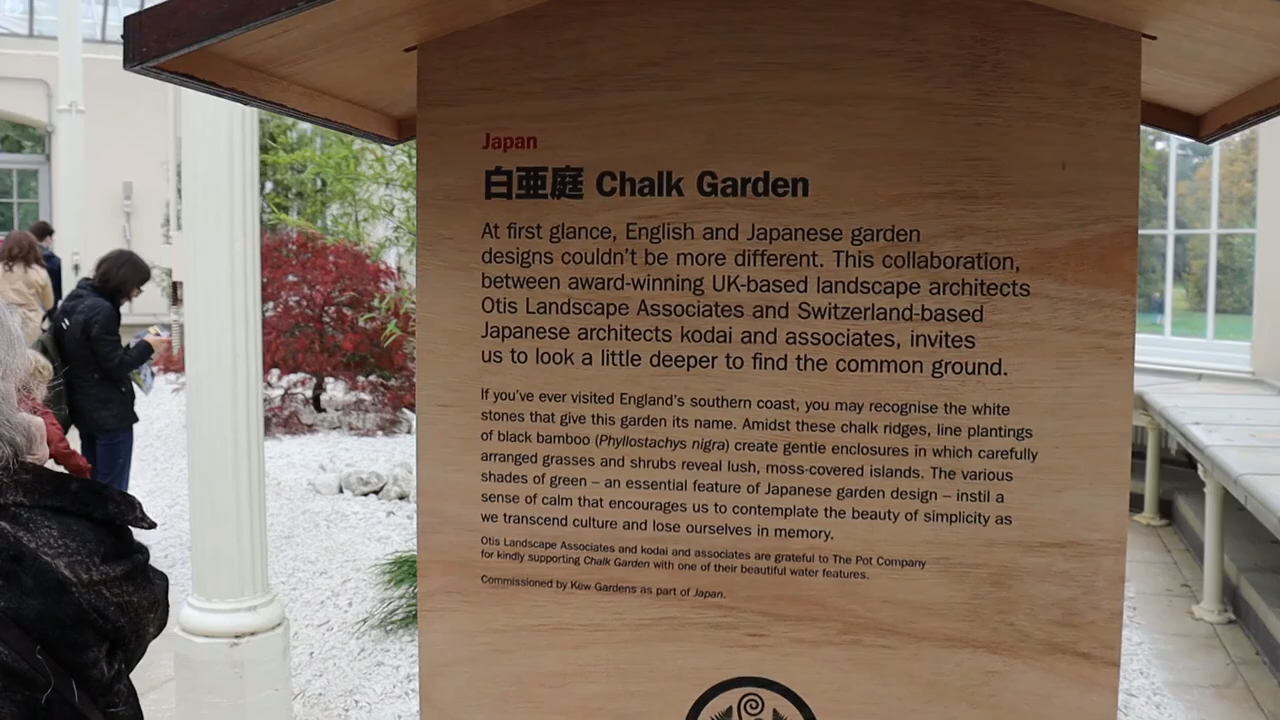 Japan
白亜庭 Chalk Garden
At first glance, English and Japanese garden
designs couldn't be more different. This collaboration,
between award-winning UK-based landscape architects
Otis Landscape Associates and Switzerland-based
Japanese architects kodai and associates, invites
us to look a little deeper to find the common ground.
If you've ever visited England's southern coast, you may recognise the white
stones that give this garden its name. Amidst these chalk ridges, line plantings
of black bamboo (Phyllostachys nigra) create gentle enclosures in which carefully
arranged grasses and shrubs reveal lush, moss-covered islands. The various
shades of green – an essential feature of Japanese garden design – instil a
sense of calm that encourages us to contemplate the beauty of simplicity as
we transcend culture and lose ourselves in memory.
Otis Landscape Associates and kodai and associates are grateful to The Pot Company
for kindly supporting Chalk Garden with one of their beautiful water features.
Commissioned by Kew Gardens as part of Japan.